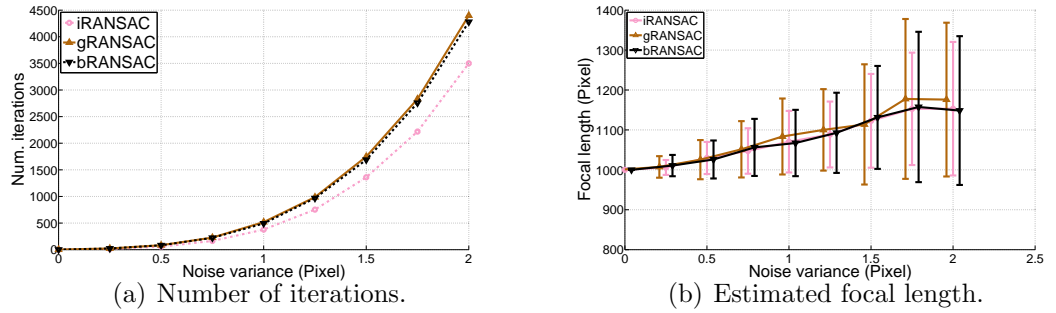 4500
4000
3500
3000
2500
2000
1500
1000
500
0
Num. iterations
iRANSAC
gRANSAC
bRANSAC
0 0.5 1 1.5 2
Noise variance (Pixel)
(a) Number of iterations.
1400
1300
1200
1100
1000
900
800
Focal length (Pixel)
iRANSAC
gRANSAC
bRANSAC
0 0.5 1 1.5 2 2.5
Noise variance (Pixel)
(b) Estimated focal length.